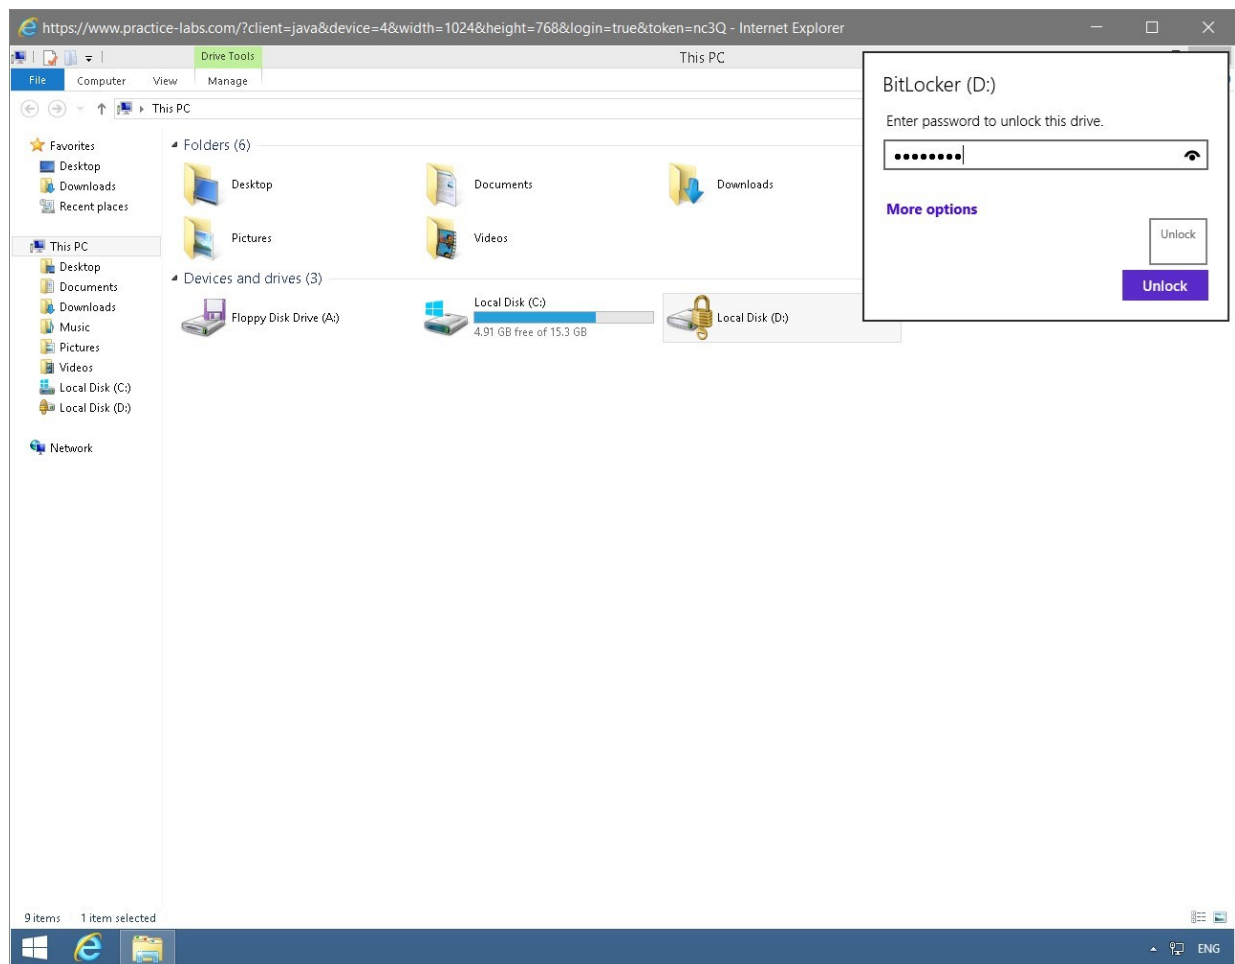 https://www.practice-labs.com/?client=java&device=4&width=1024&height=768&login=true&token=nc3Q - Internet Explorer
Drive Tools
This PC
File Computer View Manage
This PC
Favorites
Desktop
Downloads
Recent places
This PC
Desktop
Documents
Downloads
Music
Pictures
Videos
Local Disk (C:)
Local Disk (D:)
Network
Folders (6)
Desktop
Documents
Downloads
Pictures
Videos
Devices and drives (3)
Floppy Disk Drive (A:)
Local Disk (C:)
4.91 GB free of 15.3 GB
Local Disk (D:)
BitLocker (D:)
Enter password to unlock this drive.
More options
Unlock
Unlock
9 items 1 item selected
ENG